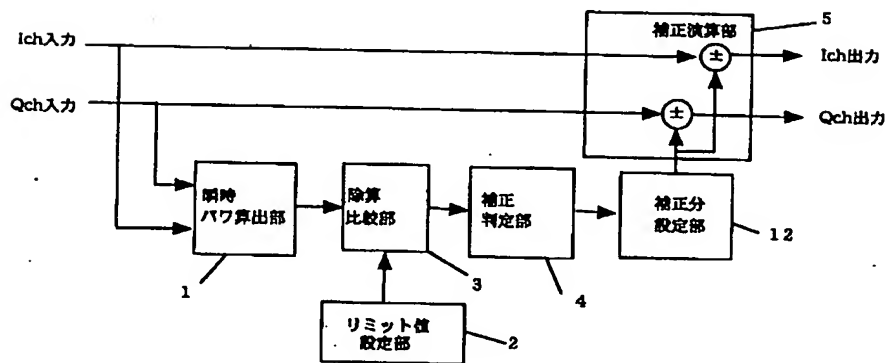 補正演算部
5
Ich入力
±
Ich出力
Qch入力
±
Qch出力
瞬時
パワ算出部
除算
比較部
補正
判定部
補正分
設定部
12
1
3
4
リミット値
設定部
2